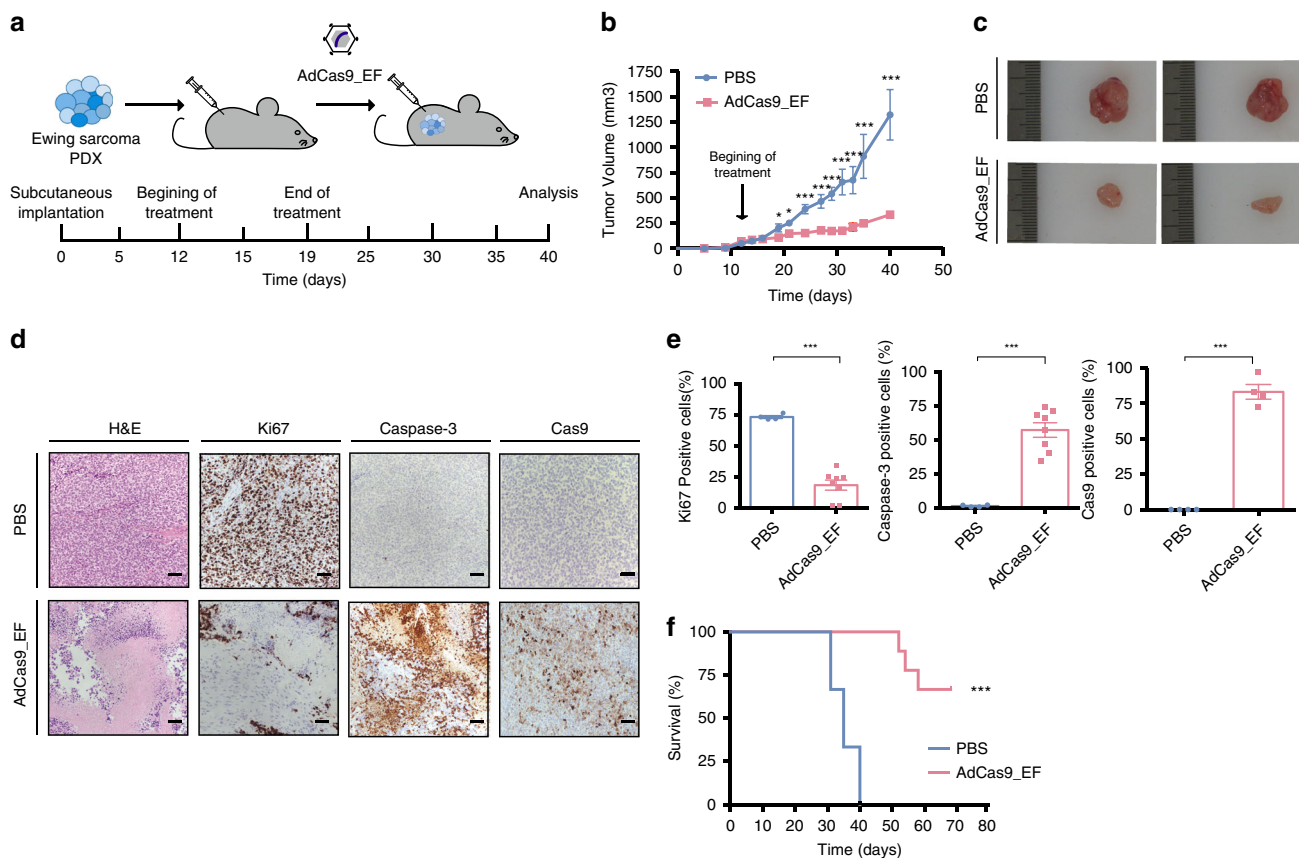 a
AdCas9_EF
Ewing sarcoma
PDX
Subcutaneous
implantation
Begining of
treatment
End of
treatment
Analysis
0 5 12 15 19 25 30 35 40
Time (days)
b
PBS
AdCas9_EF
Tumor Volume (mm3)
1750
1500
1250
1000
750
500
250
0
Begining of
treatment
* * *** *** *** *** *** *** ***
0 10 20 30 40 50
Time (days)
c
PBS
AdCas9_EF
d
H&E Ki67 Caspase-3 Cas9
PBS
AdCas9_EF
e
Ki67 Positive cells(%)
100
75
50
25
0
***
PBS
AdCas9_EF
Caspase-3 positive cells (%)
100
75
50
25
0
***
PBS
AdCas9_EF
Cas9 positive cells (%)
100
75
50
25
0
***
PBS
AdCas9_EF
f
Survival (%)
100
75
50
25
0
***
PBS
AdCas9_EF
0 10 20 30 40 50 60 70 80
Time (days)